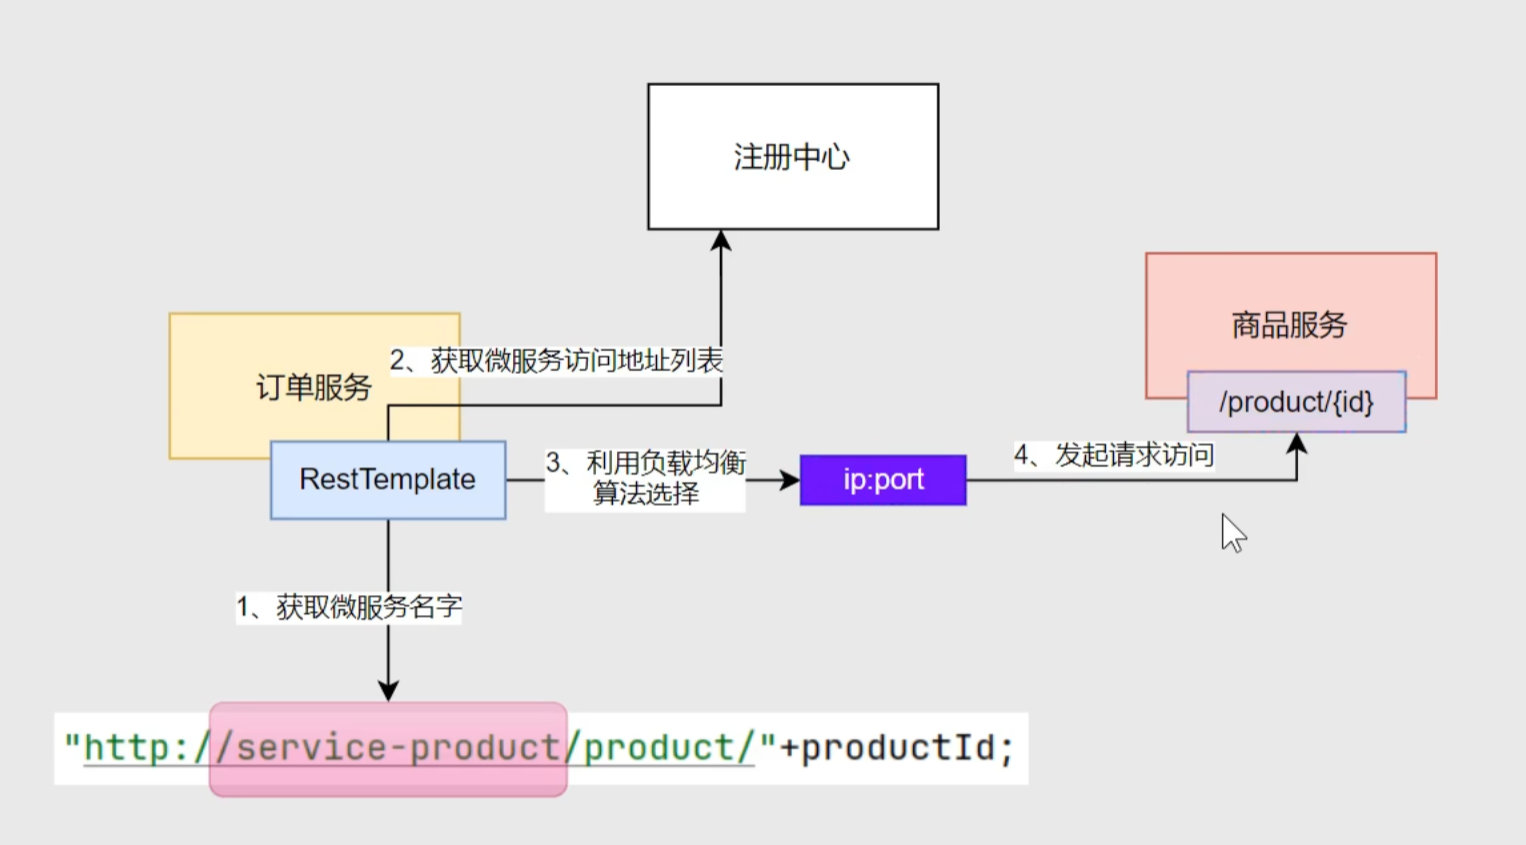 注册中心
商品服务
/product/{id}
订单服务
2、获取微服务访问地址列表
RestTemplate
3、利用负载均衡
算法选择
ip:port
4、发起请求访问
1、获取微服务名字
"http://service-product/product/"+productId;